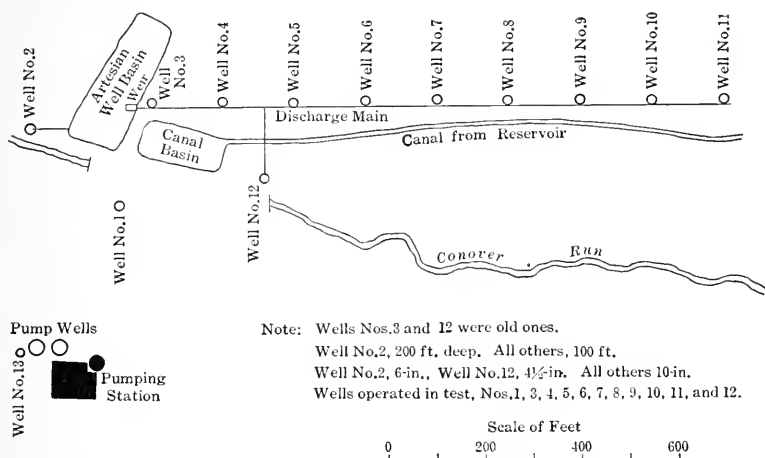 Well No.2
Artesian
Well Basin
Weir
Well
No.3
Well No.4
Well No.5
Well No.6
Well No.7
Well No.8
Well No.9
Well No.10
Well No.11
Discharge Main
Canal from Reservoir
Canal
Basin
Well No.1
Well No.12
Conover Run
Pump Wells
Well No.13
Pumping
Station
Note: Wells Nos.3 and 12 were old ones.
Well No.2, 200 ft. deep. All others, 100 ft.
Well No.2, 6-in., Well No.12, 4½-in. All others 10-in.
Wells operated in test, Nos.1, 3, 4, 5, 6, 7, 8, 9, 10, 11, and 12.
Scale of Feet
0 200 400 600